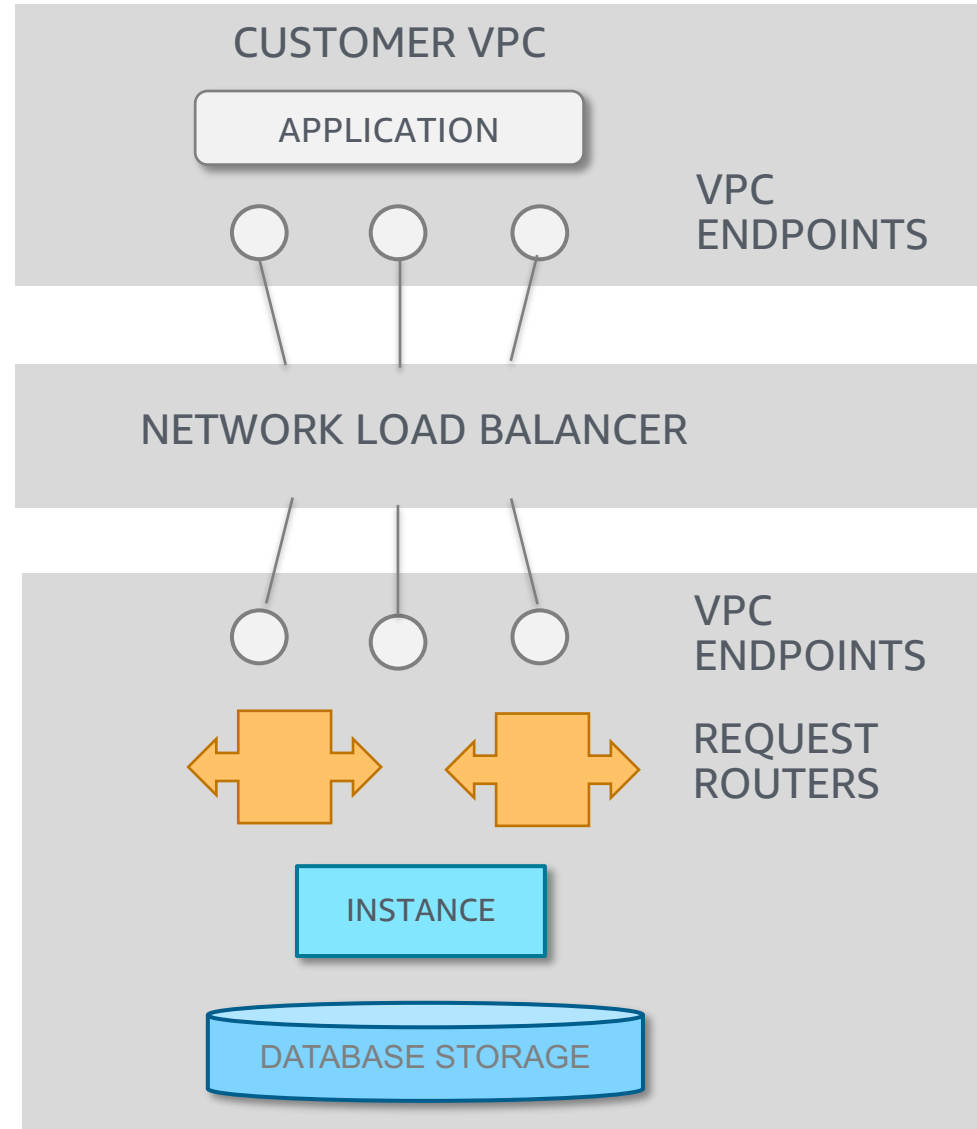 CUSTOMER VPC
APPLICATION
VPC
ENDPOINTS
NETWORK LOAD BALANCER
VPC
ENDPOINTS
REQUEST
ROUTERS
INSTANCE
DATABASE STORAGE